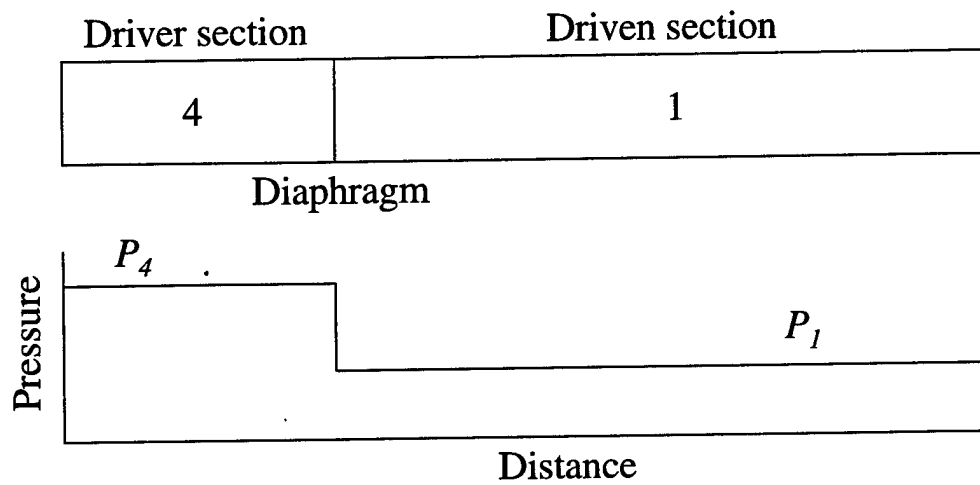 Driver section
Driven section
4
1
Diaphragm
P4
P1
Pressure
Distance